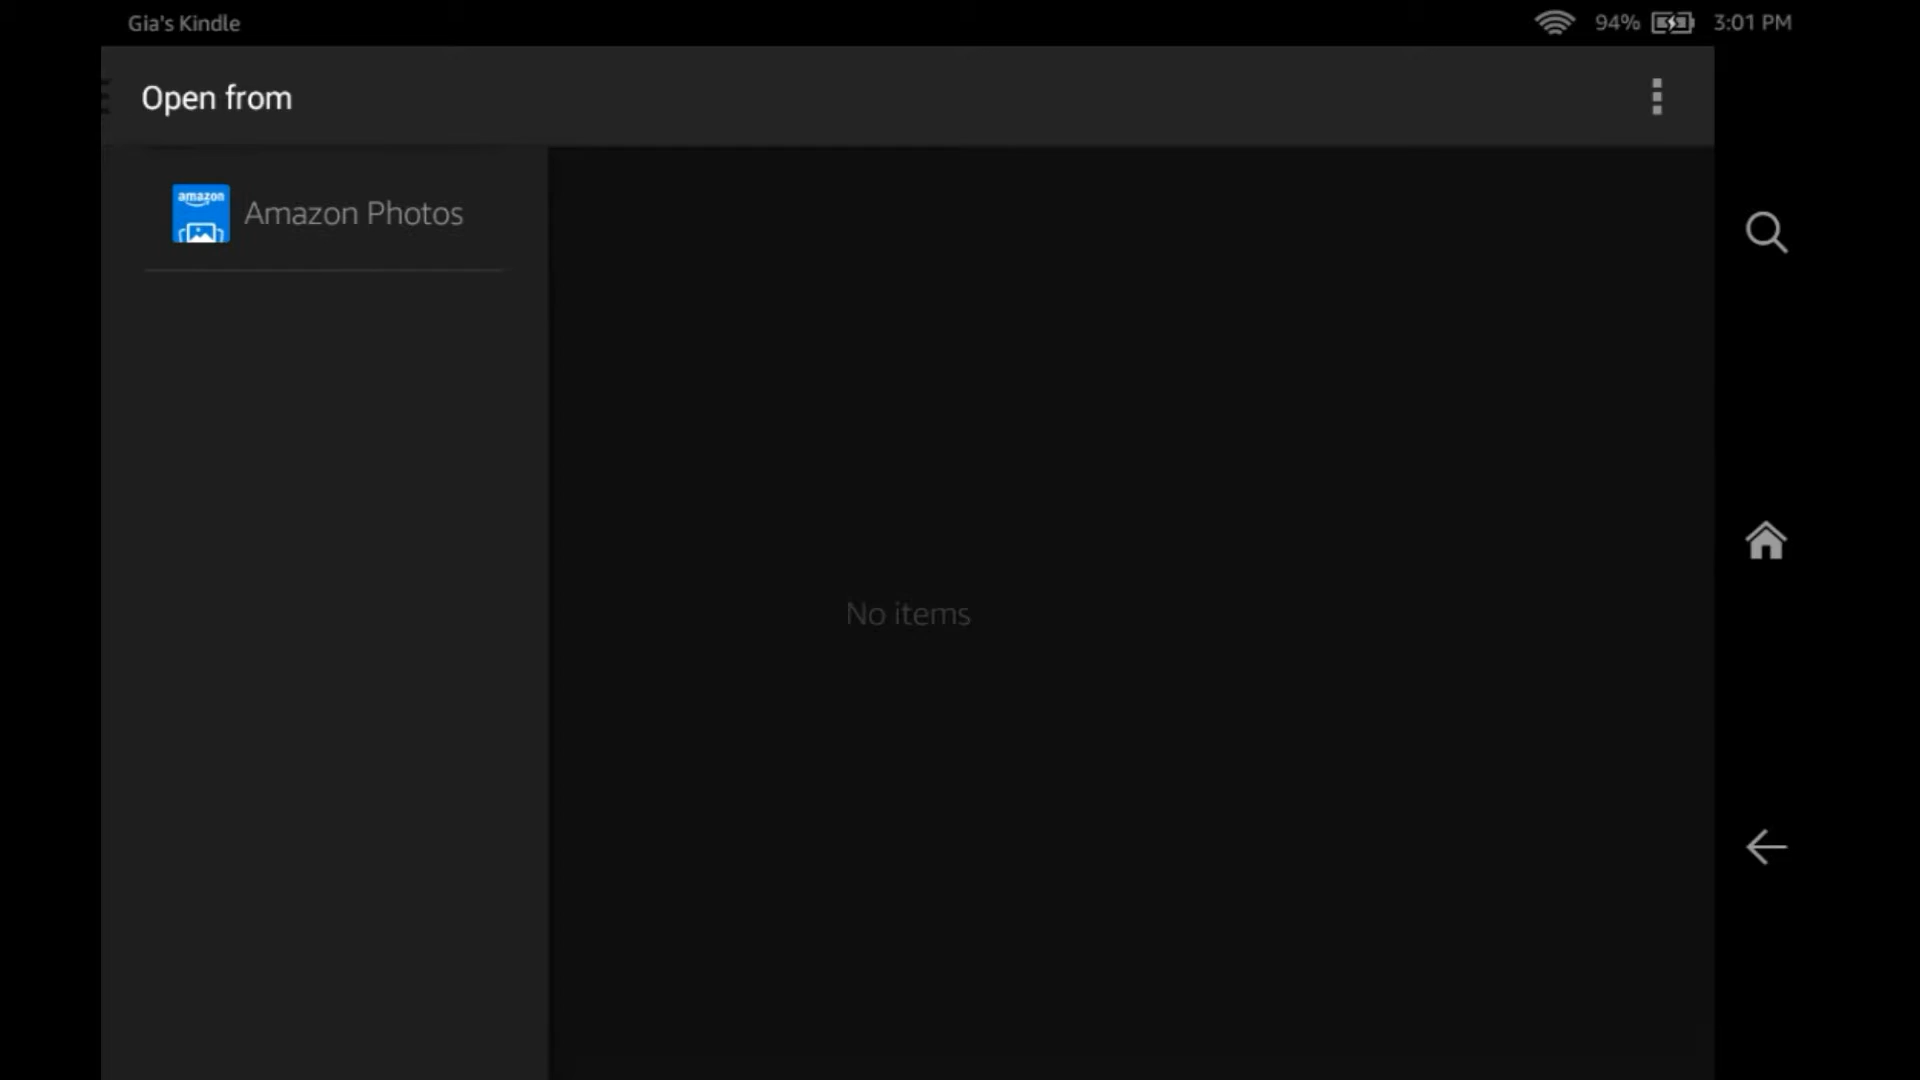 Gia's Kindle
94%
3:01 PM
Open from
amazon
Amazon Photos
No items